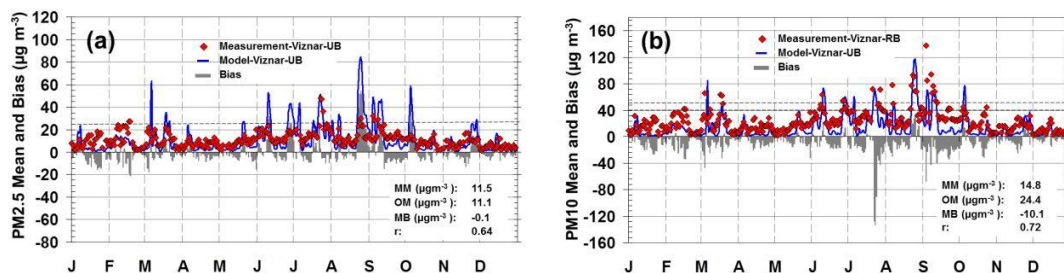 (a)
PM2.5 Mean and Bias (µg m-3)
120
100
80
60
40
20
0
-20
-40
-60
-80
Measurement-Viznar-UB
Model-Viznar-UB
Bias
MM (µgm-3 ): 11.5
OM (µgm-3 ): 11.1
MB (µgm-3 ): -0.1
r: 0.64
J F M A M J J A S O N D
(b)
PM10 Mean and Bias (µg m-3)
160
120
80
40
0
-40
-80
-120
-160
Measurement-Viznar-RB
Model-Viznar-UB
Bias
MM (µgm-3 ): 14.8
OM (µgm-3 ): 24.4
MB (µgm-3 ): -10.1
r: 0.72
J F M A M J J A S O N D